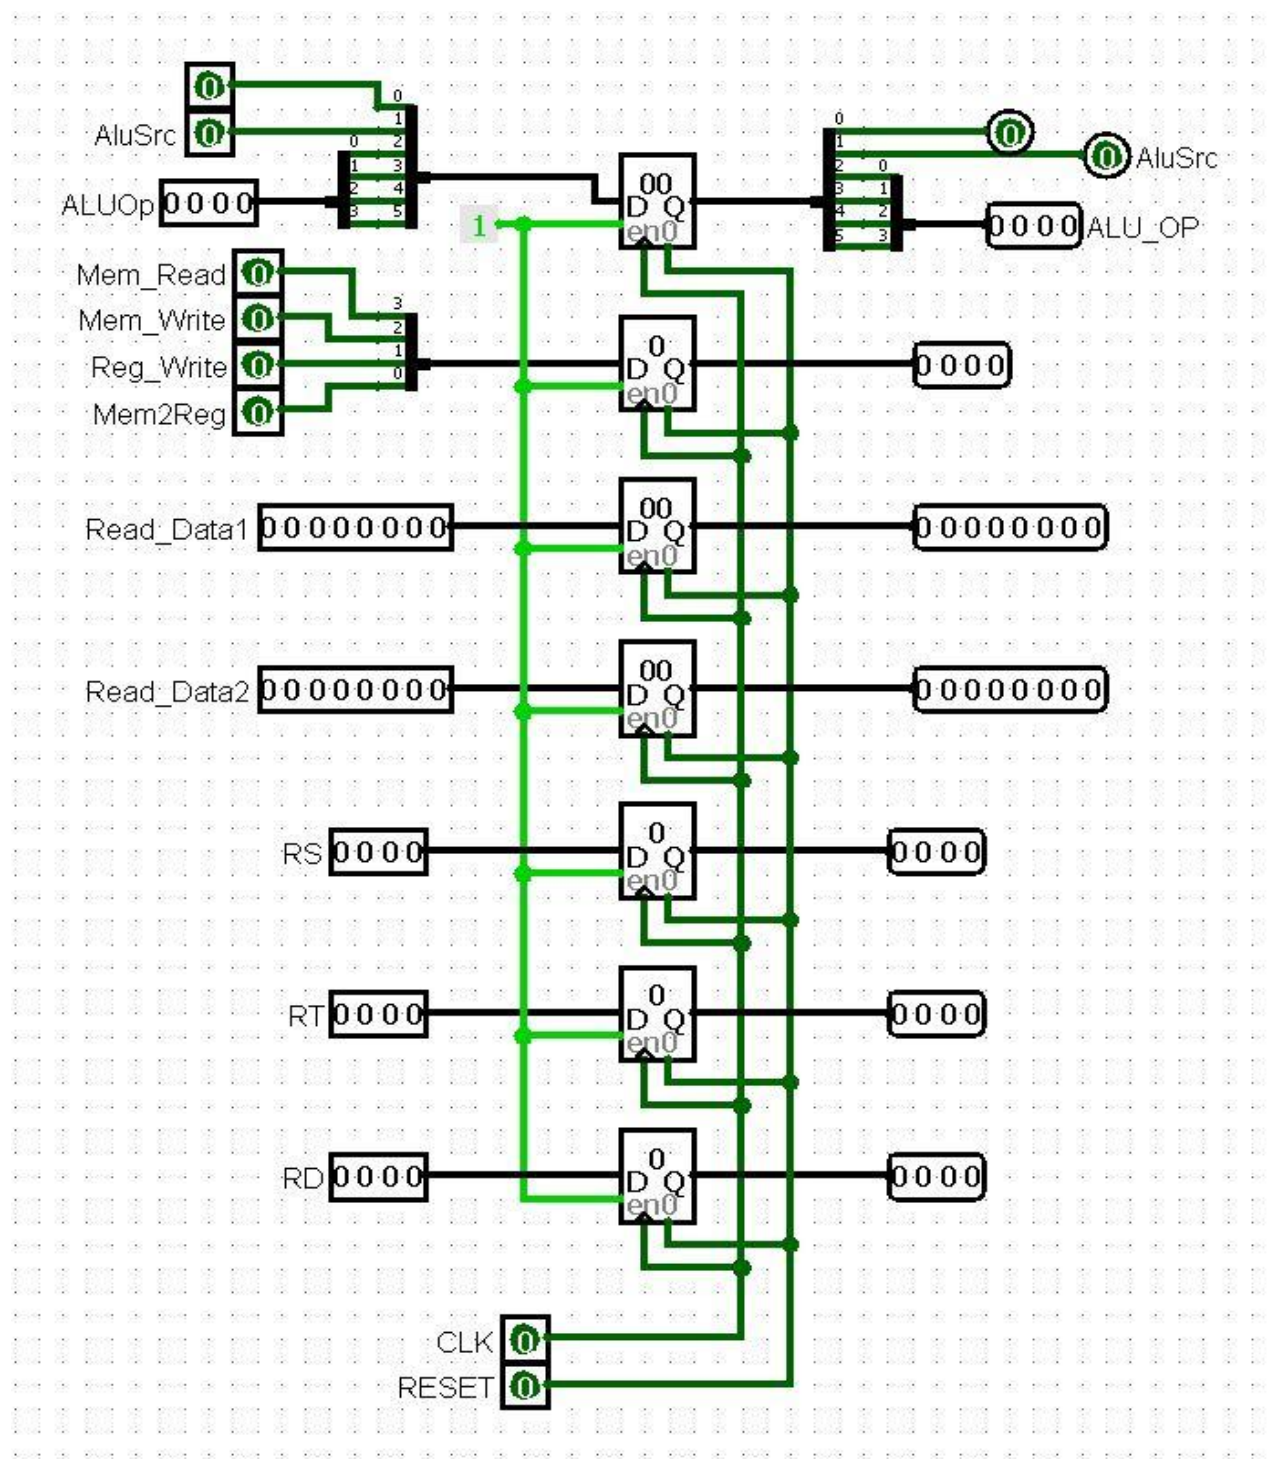 0
0
0
AluSrc 0
1
2
0
1
2
3
3
4
5
ALUOp 0000
1
00
D Q
en0
0
1
2
3
4
5
0
1
2
3
0
0 AluSrc
0000 ALU_OP
Mem_Read 0
Mem_Write 0
Reg_Write 0
Mem2Reg 0
3
2
1
0
0
D Q
en0
0000
Read_Data1 00000000
00
D Q
en0
00000000
Read_Data2 00000000
00
D Q
en0
00000000
RS 0000
0
D Q
en0
0000
RT 0000
0
D Q
en0
0000
RD 0000
0
D Q
en0
0000
CLK 0
RESET 0